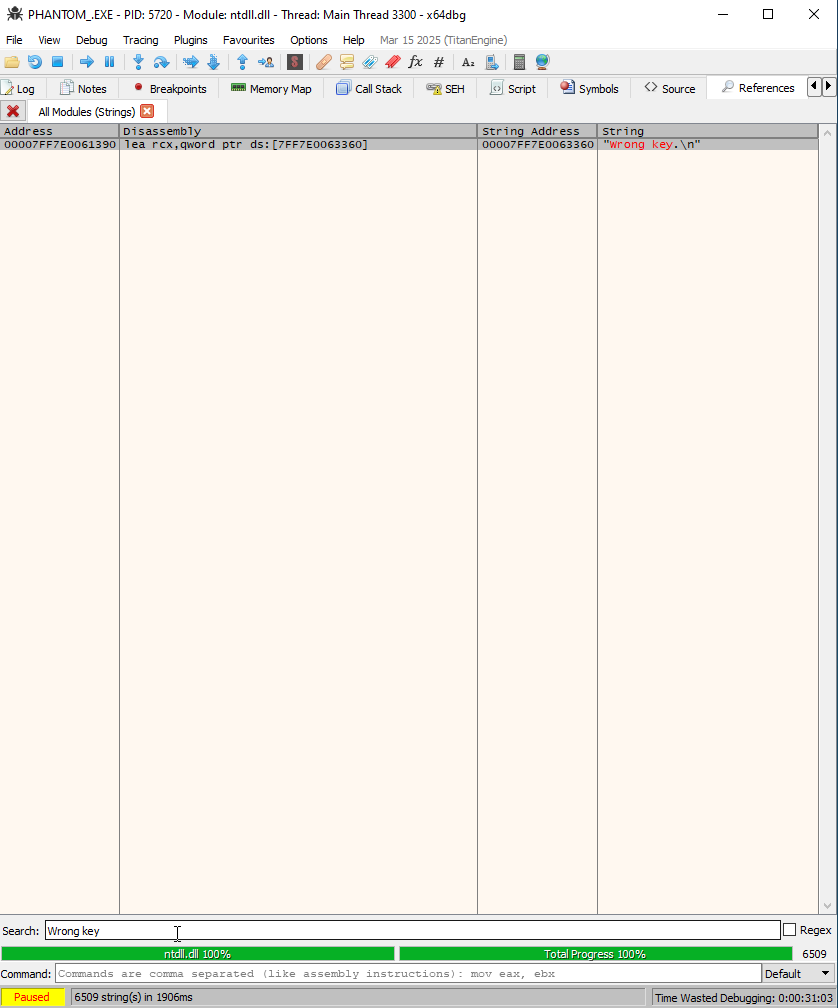 PHANTOM_.EXE - PID: 5720 - Module: ntdll.dll - Thread: Main Thread 3300 - x64dbg
File View Debug Tracing Plugins Favourites Options Help Mar 15 2025 (TitanEngine)
Log Notes Breakpoints Memory Map Call Stack SEH Script Symbols Source References
All Modules (Strings)
Address Disassembly String Address String
00007FF7E0061390 lea rcx,qword ptr ds:[7FF7E0063360] 00007FF7E0063360 "Wrong key.\n"
Search: Wrong key Regex
ntdll.dll 100% Total Progress 100% 6509
Command: Commands are comma separated (like assembly instructions): mov eax, ebx Default
Paused 6509 string(s) in 1906ms Time Wasted Debugging: 0:00:31:03